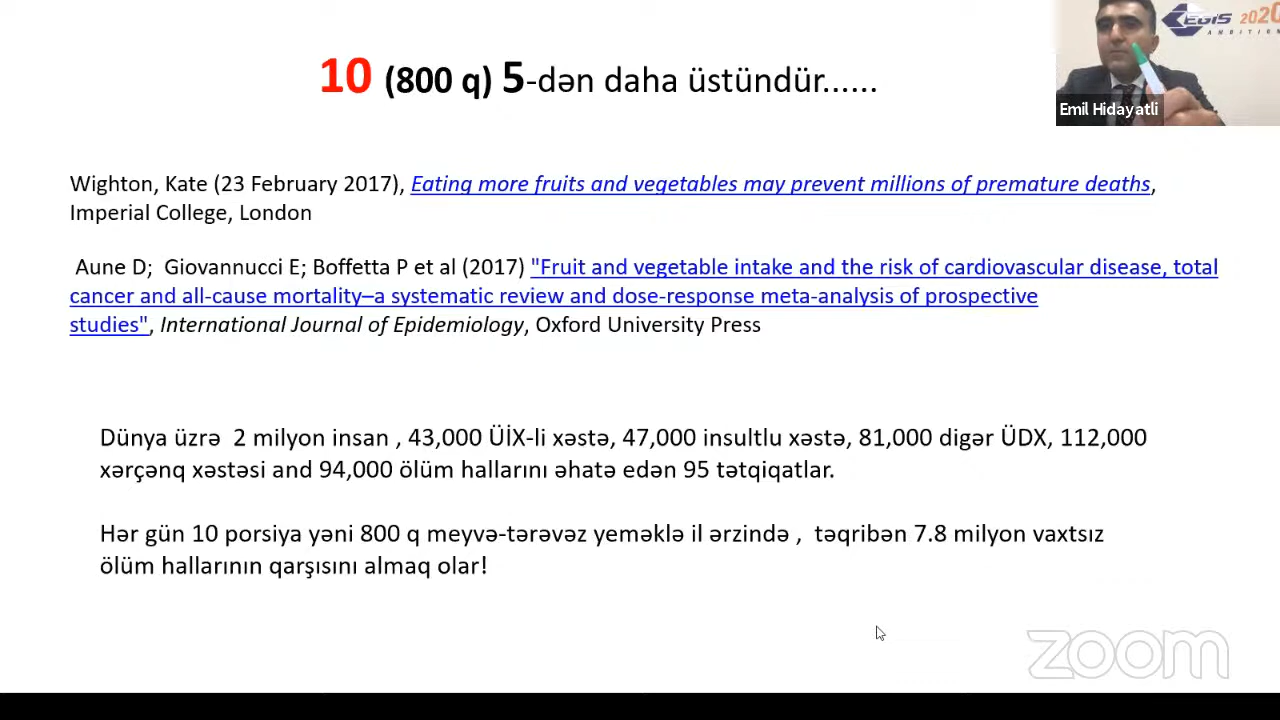 10 (800 q) 5-dən daha üstündür......
EGIS 2020
AMBITION
Emil Hidayatli
Wighton, Kate (23 February 2017), Eating more fruits and vegetables may prevent millions of premature deaths,
Imperial College, London
Aune D; Giovannucci E; Boffetta P et al (2017) "Fruit and vegetable intake and the risk of cardiovascular disease, total
cancer and all-cause mortality–a systematic review and dose-response meta-analysis of prospective
studies", International Journal of Epidemiology, Oxford University Press
Dünya üzrə 2 milyon insan , 43,000 ÜİX-li xəstə, 47,000 insultlu xəstə, 81,000 digər ÜDX, 112,000
xərçənq xəstəsi and 94,000 ölüm hallarını əhatə edən 95 tətqiqatlar.
Hər gün 10 porsiya yəni 800 q meyvə-tərəvəz yeməklə il ərzində , təqribən 7.8 milyon vaxtsız
ölüm hallarının qarşısını almaq olar!
zoom